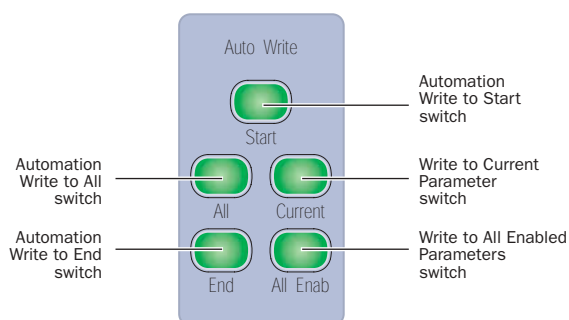 Auto Write
Automation
Write to Start
switch
Start
Automation
Write to All
switch
Write to Current
Parameter
switch
All
Current
Automation
Write to End
switch
Write to All Enabled
Parameters
switch
End
All Enab